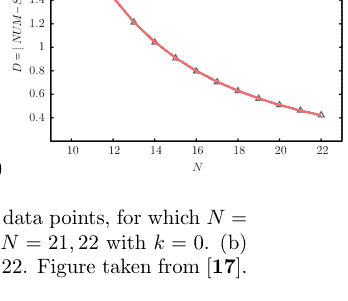 1.4
1.2
1
0.8
0.6
0.4
D = | NUM − S
10 12 14 16 18 20 22
N
)
data points, for which N =
N = 21, 22 with k = 0. (b)
22. Figure taken from [17].